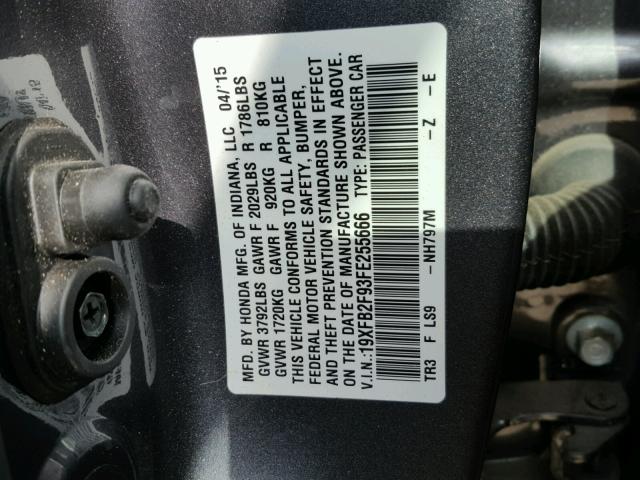 MFD. BY HONDA MFG. OF INDIANA, LLC 04/'15
GVWR 3792LBS GAWR F 2029LBS R 1786LBS
GVWR 1720KG GAWR F 920KG R 810KG
THIS VEHICLE CONFORMS TO ALL APPLICABLE
FEDERAL MOTOR VEHICLE SAFETY, BUMPER,
AND THEFT PREVENTION STANDARDS IN EFFECT
ON THE DATE OF MANUFACTURE SHOWN ABOVE.
V.I.N.:19XFB2F93FE255666 TYPE: PASSENGER CAR
TR3 F LS9 -NH797M -Z -E